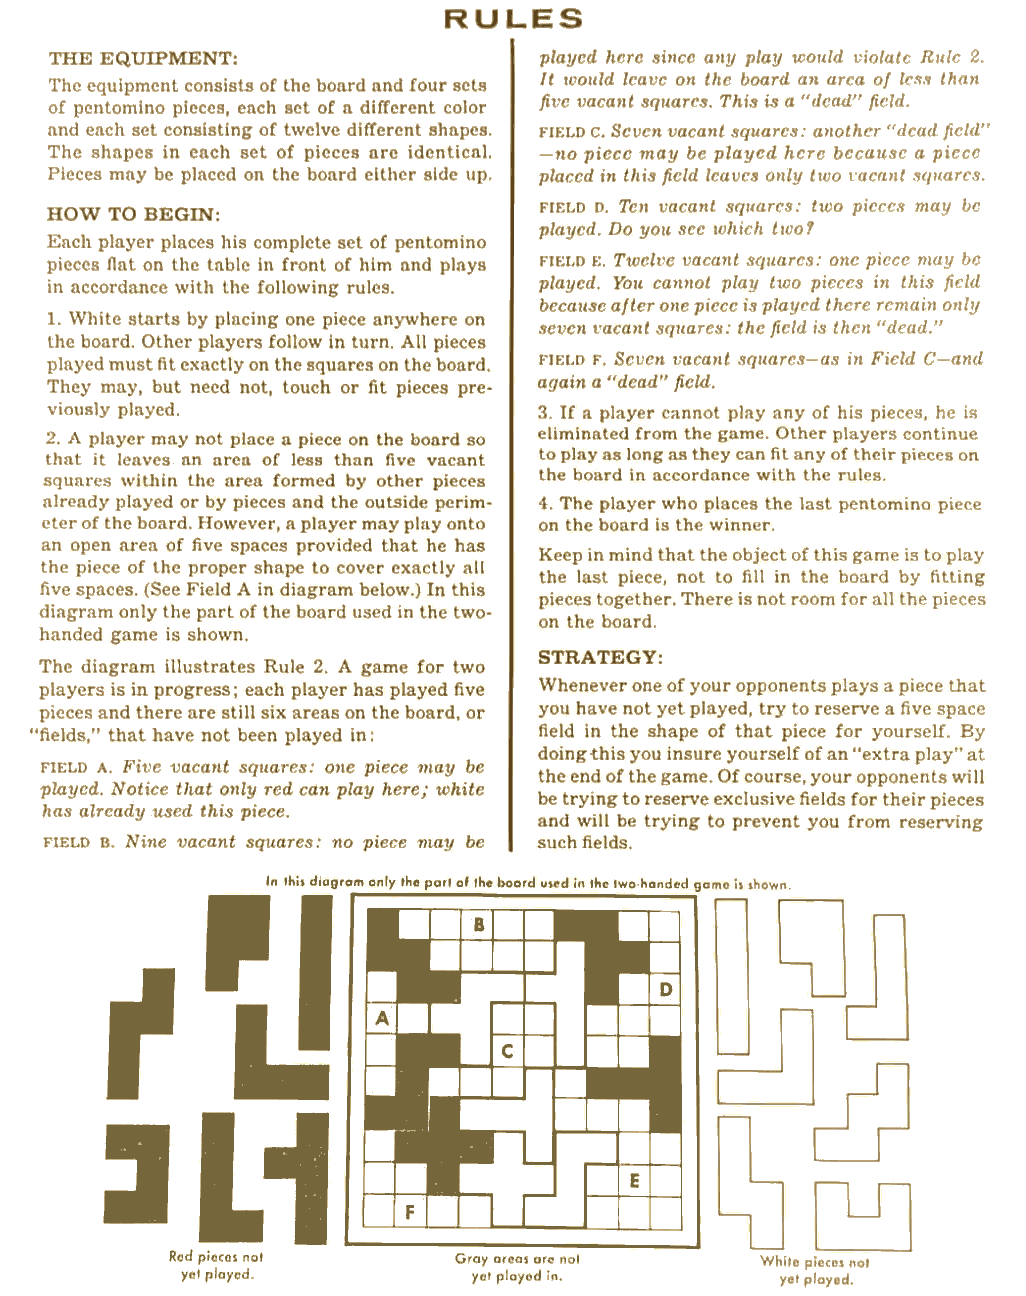 RULES
THE EQUIPMENT:
The equipment consists of the board and four sets
of pentomino pieces, each set of a different color
and each set consisting of twelve different shapes.
The shapes in each set of pieces are identical.
Pieces may be placed on the board either side up.
HOW TO BEGIN:
Each player places his complete set of pentomino
pieces flat on the table in front of him and plays
in accordance with the following rules.
1. White starts by placing one piece anywhere on
the board. Other players follow in turn. All pieces
played must fit exactly on the squares on the board.
They may, but need not, touch or fit pieces pre-
viously played.
2. A player may not place a piece on the board so
that it leaves an area of less than five vacant
squares within the area formed by other pieces
already played or by pieces and the outside perim-
eter of the board. However, a player may play onto
an open area of five spaces provided that he has
the piece of the proper shape to cover exactly all
five spaces. (See Field A in diagram below.) In this
diagram only the part of the board used in the two-
handed game is shown.
The diagram illustrates Rule 2. A game for two
players is in progress; each player has played five
pieces and there are still six areas on the board, or
"fields," that have not been played in:
FIELD A. Five vacant squares: one piece may be
played. Notice that only red can play here; white
has already used this piece.
FIELD B. Nine vacant squares: no piece may be
played here since any play would violate Rule 2.
It would leave on the board an area of less than
five vacant squares. This is a "dead" field.
FIELD C. Seven vacant squares: another "dead field"
—no piece may be played here because a piece
placed in this field leaves only two vacant squares.
FIELD D. Ten vacant squares: two pieces may be
played. Do you see which two?
FIELD E. Twelve vacant squares: one piece may be
played. You cannot play two pieces in this field
because after one piece is played there remain only
seven vacant squares: the field is then "dead."
FIELD F. Seven vacant squares—as in Field C—and
again a "dead" field.
3. If a player cannot play any of his pieces, he is
eliminated from the game. Other players continue
to play as long as they can fit any of their pieces on
the board in accordance with the rules.
4. The player who places the last pentomino piece
on the board is the winner.
Keep in mind that the object of this game is to play
the last piece, not to fill in the board by fitting
pieces together. There is not room for all the pieces
on the board.
STRATEGY:
Whenever one of your opponents plays a piece that
you have not yet played, try to reserve a five space
field in the shape of that piece for yourself. By
doing this you insure yourself of an "extra play" at
the end of the game. Of course, your opponents will
be trying to reserve exclusive fields for their pieces
and will be trying to prevent you from reserving
such fields.
In this diagram only the part of the board used in the two-handed game is shown.
B
D
A
C
E
F
Red pieces not
yet played.
Gray areas are not
yet played in.
White pieces not
yet played.